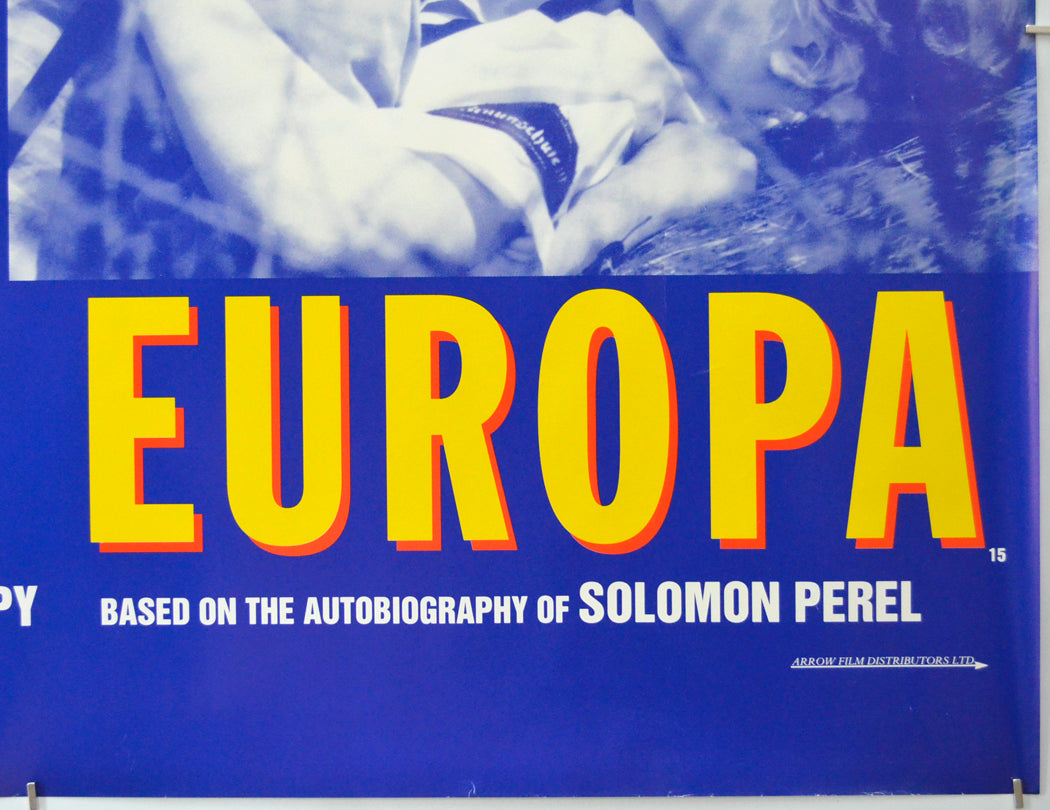 EUROPA
15
PY BASED ON THE AUTOBIOGRAPHY OF SOLOMON PEREL
ARROW FILM DISTRIBUTORS LTD